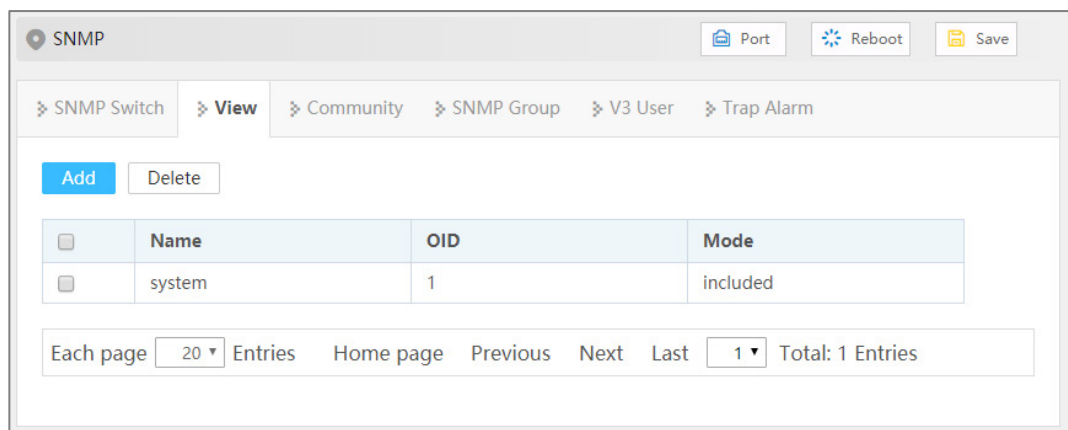 SNMP Port Reboot Save
SNMP Switch View Community SNMP Group V3 User Trap Alarm
Add Delete
Name OID Mode
system 1 included
Each page 20 Entries Home page Previous Next Last 1 Total: 1 Entries